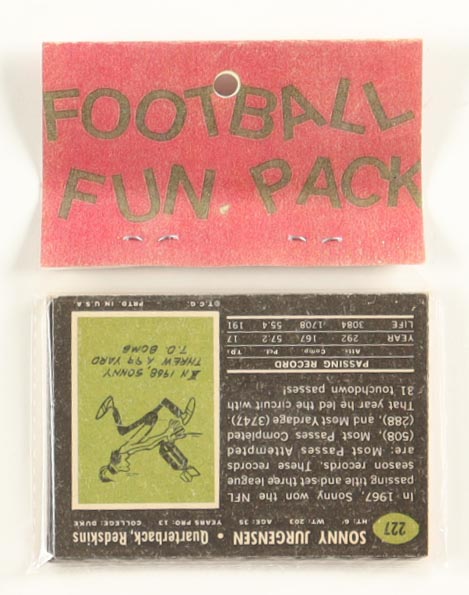 FOOTBALL
FUN PACK
227
SONNY JURGENSEN • Quarterback, Redskins
HT: 6' WT: 203 AGE: 35 YEARS PRO: 13 COLLEGE: DUKE
In 1967, Sonny won the NFL
passing title and set three league
season records. These records
are: Most Passes Attempted
(508), Most Passes Completed
(288) and Most Yardage (3747).
That year he led the circuit with
31 touchdown passes!
PASSING RECORD
Att. Comp. Pct. TD.
YEAR 292 167 57.2 17
LIFE 3084 1708 55.4 191
IN 1968, SONNY
THREW A 99 YARD
T.D. BOMB
©T.C.G. PRTD. IN U.S.A.